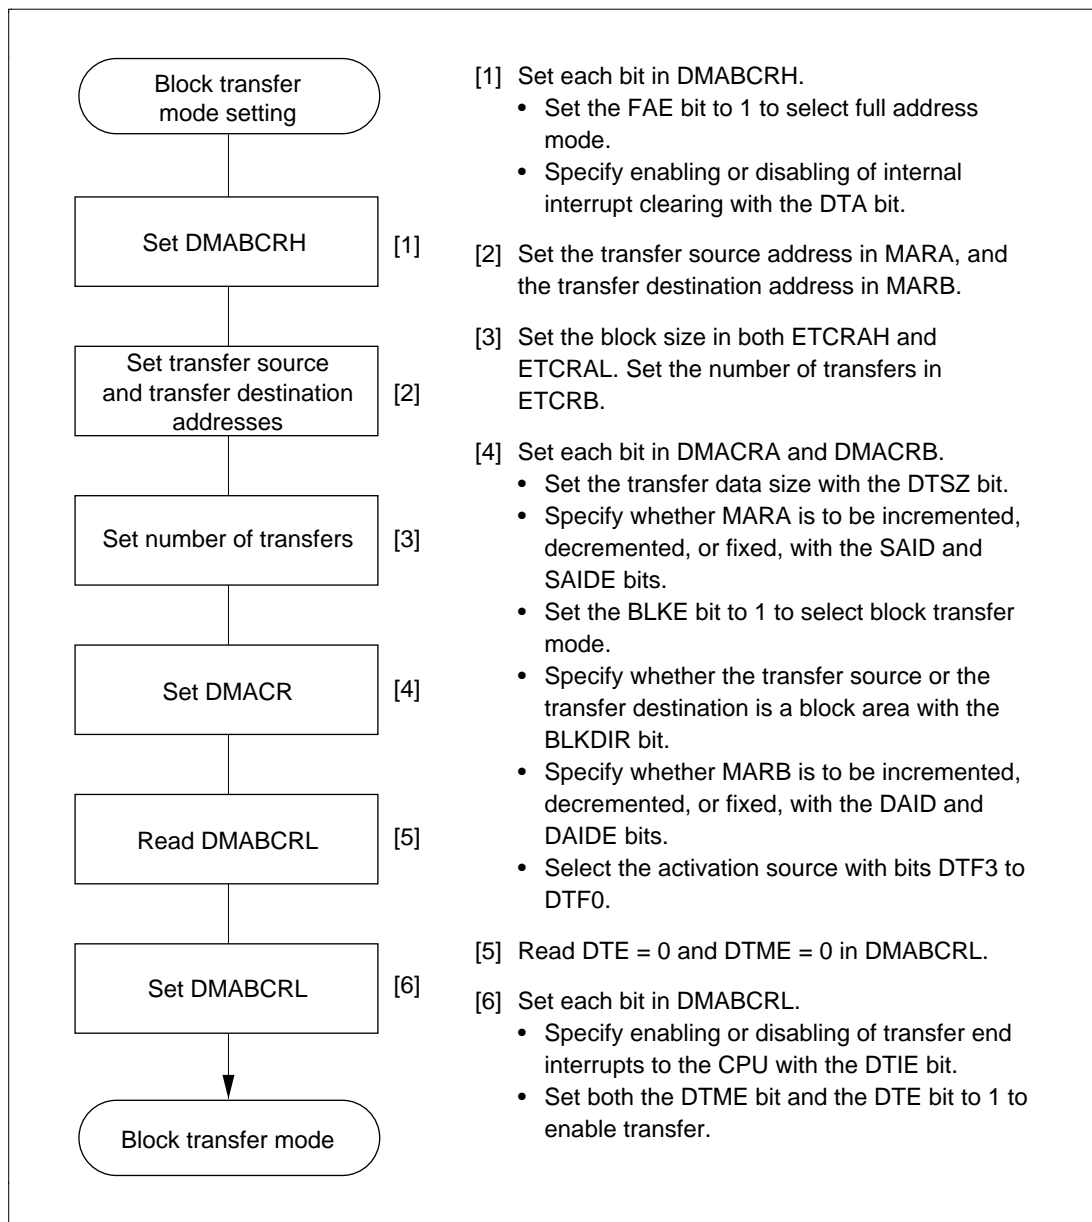 Block transfer
mode setting
Set DMABCRH
[1]
Set transfer source
and transfer destination
addresses
[2]
Set number of transfers
[3]
Set DMACR
[4]
Read DMABCRL
[5]
Set DMABCRL
[6]
Block transfer mode
[1] Set each bit in DMABCRH.
• Set the FAE bit to 1 to select full address
mode.
• Specify enabling or disabling of internal
interrupt clearing with the DTA bit.
[2] Set the transfer source address in MARA, and
the transfer destination address in MARB.
[3] Set the block size in both ETCRAH and
ETCRAL. Set the number of transfers in
ETCRB.
[4] Set each bit in DMACRA and DMACRB.
• Set the transfer data size with the DTSZ bit.
• Specify whether MARA is to be incremented,
decremented, or fixed, with the SAID and
SAIDE bits.
• Set the BLKE bit to 1 to select block transfer
mode.
• Specify whether the transfer source or the
transfer destination is a block area with the
BLKDIR bit.
• Specify whether MARB is to be incremented,
decremented, or fixed, with the DAID and
DAIDE bits.
• Select the activation source with bits DTF3 to
DTF0.
[5] Read DTE = 0 and DTME = 0 in DMABCRL.
[6] Set each bit in DMABCRL.
• Specify enabling or disabling of transfer end
interrupts to the CPU with the DTIE bit.
• Set both the DTME bit and the DTE bit to 1 to
enable transfer.